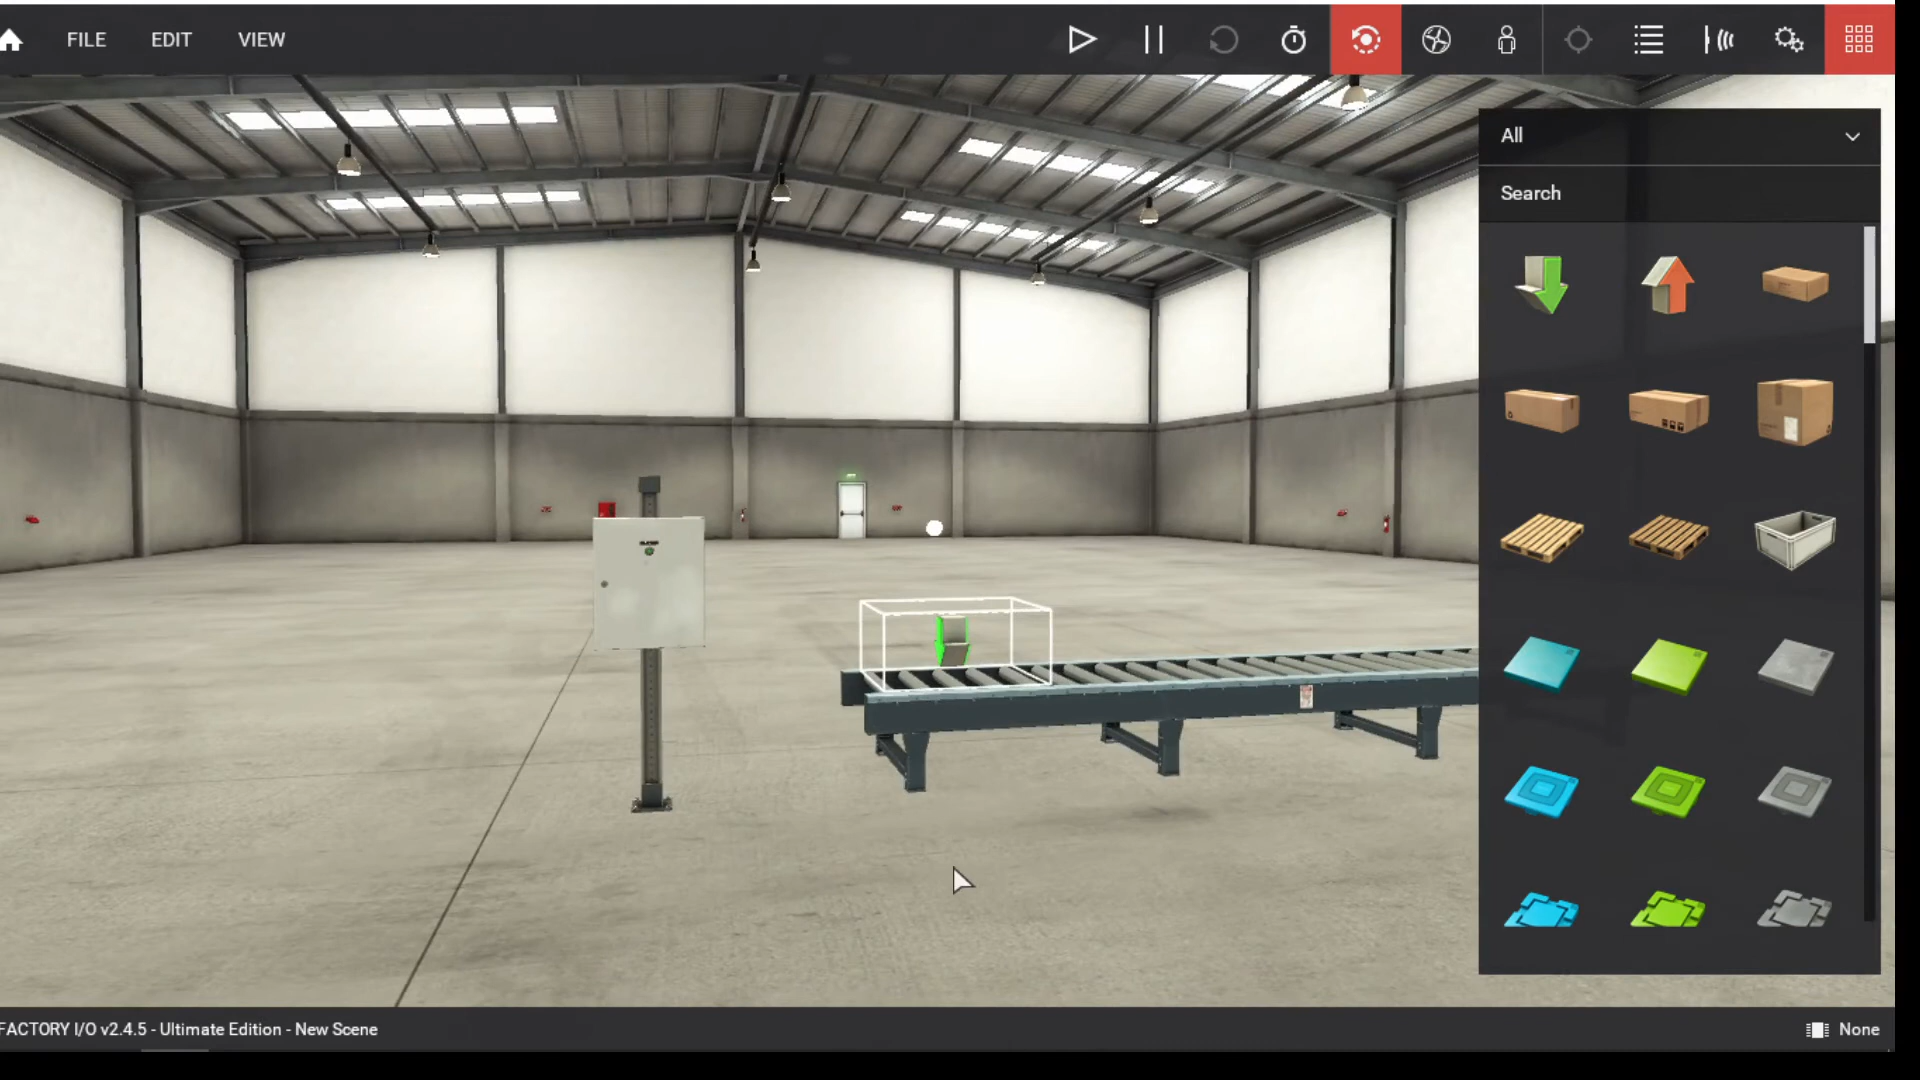 FILE EDIT VIEW
All
Search
FACTORY I/O v2.4.5 - Ultimate Edition - New Scene
None